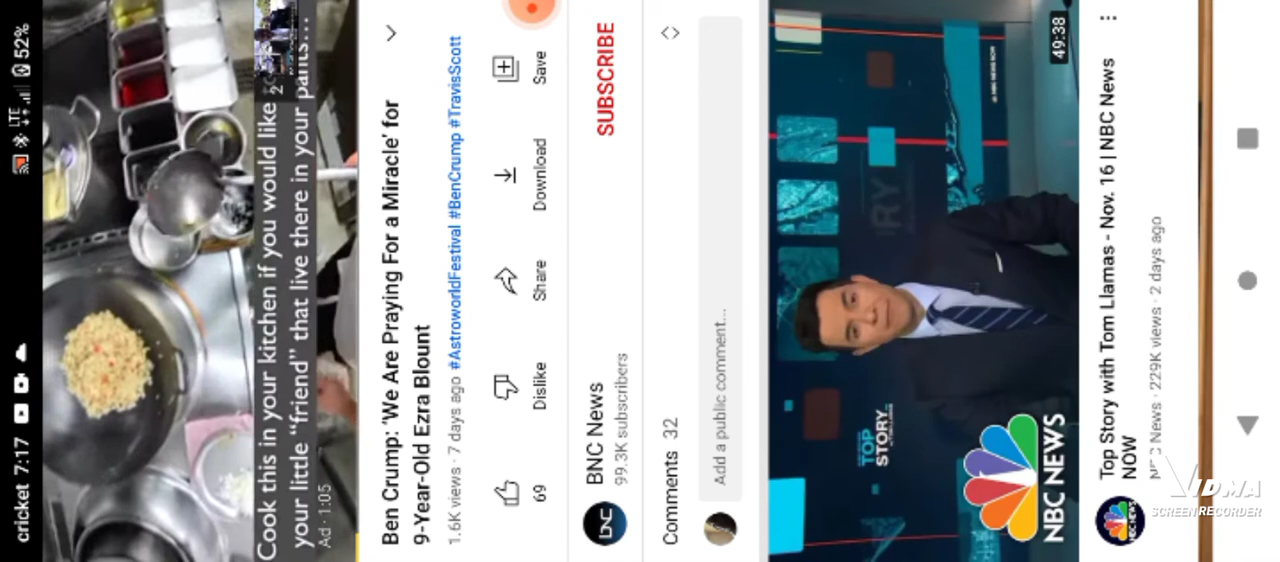 cricket 7:17
LTE 52%
Cook this in your kitchen if you would like
your little "friend" that live there in your pants...
Ad · 1:05
Ben Crump: 'We Are Praying For a Miracle' for
9-Year-Old Ezra Blount
1.6K views · 7 days ago #AstroworldFestival #BenCrump #TravisScott
69
Dislike
Share
Download
Save
BNC News
99.3K subscribers
SUBSCRIBE
Comments 32
Add a public comment...
TOP
STORY
NBC NEWS
49:38
Top Story with Tom Llamas - Nov. 16 | NBC News
NOW
News · 229K views · 2 days ago
VIDMA
SCREEN RECORDER